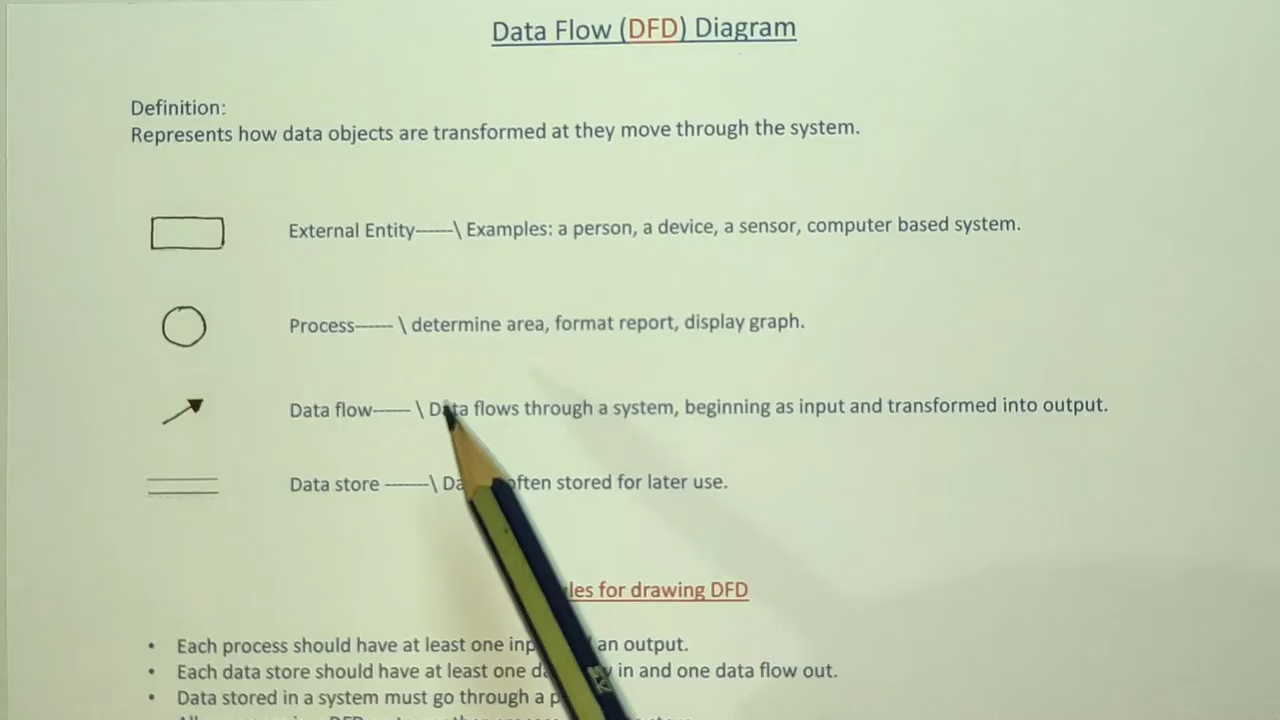 Data Flow (DFD) Diagram
Definition:
Represents how data objects are transformed at they move through the system.
External Entity------\ Examples: a person, a device, a sensor, computer based system.
Process------ \ determine area, format report, display graph.
Data flow------ \ Data flows through a system, beginning as input and transformed into output.
Data store -------\ often stored for later use.
for drawing DFD
• Each process should have at least one an output.
• Each data store should have at least one in and one data flow out.
• Data stored in a system must go through a